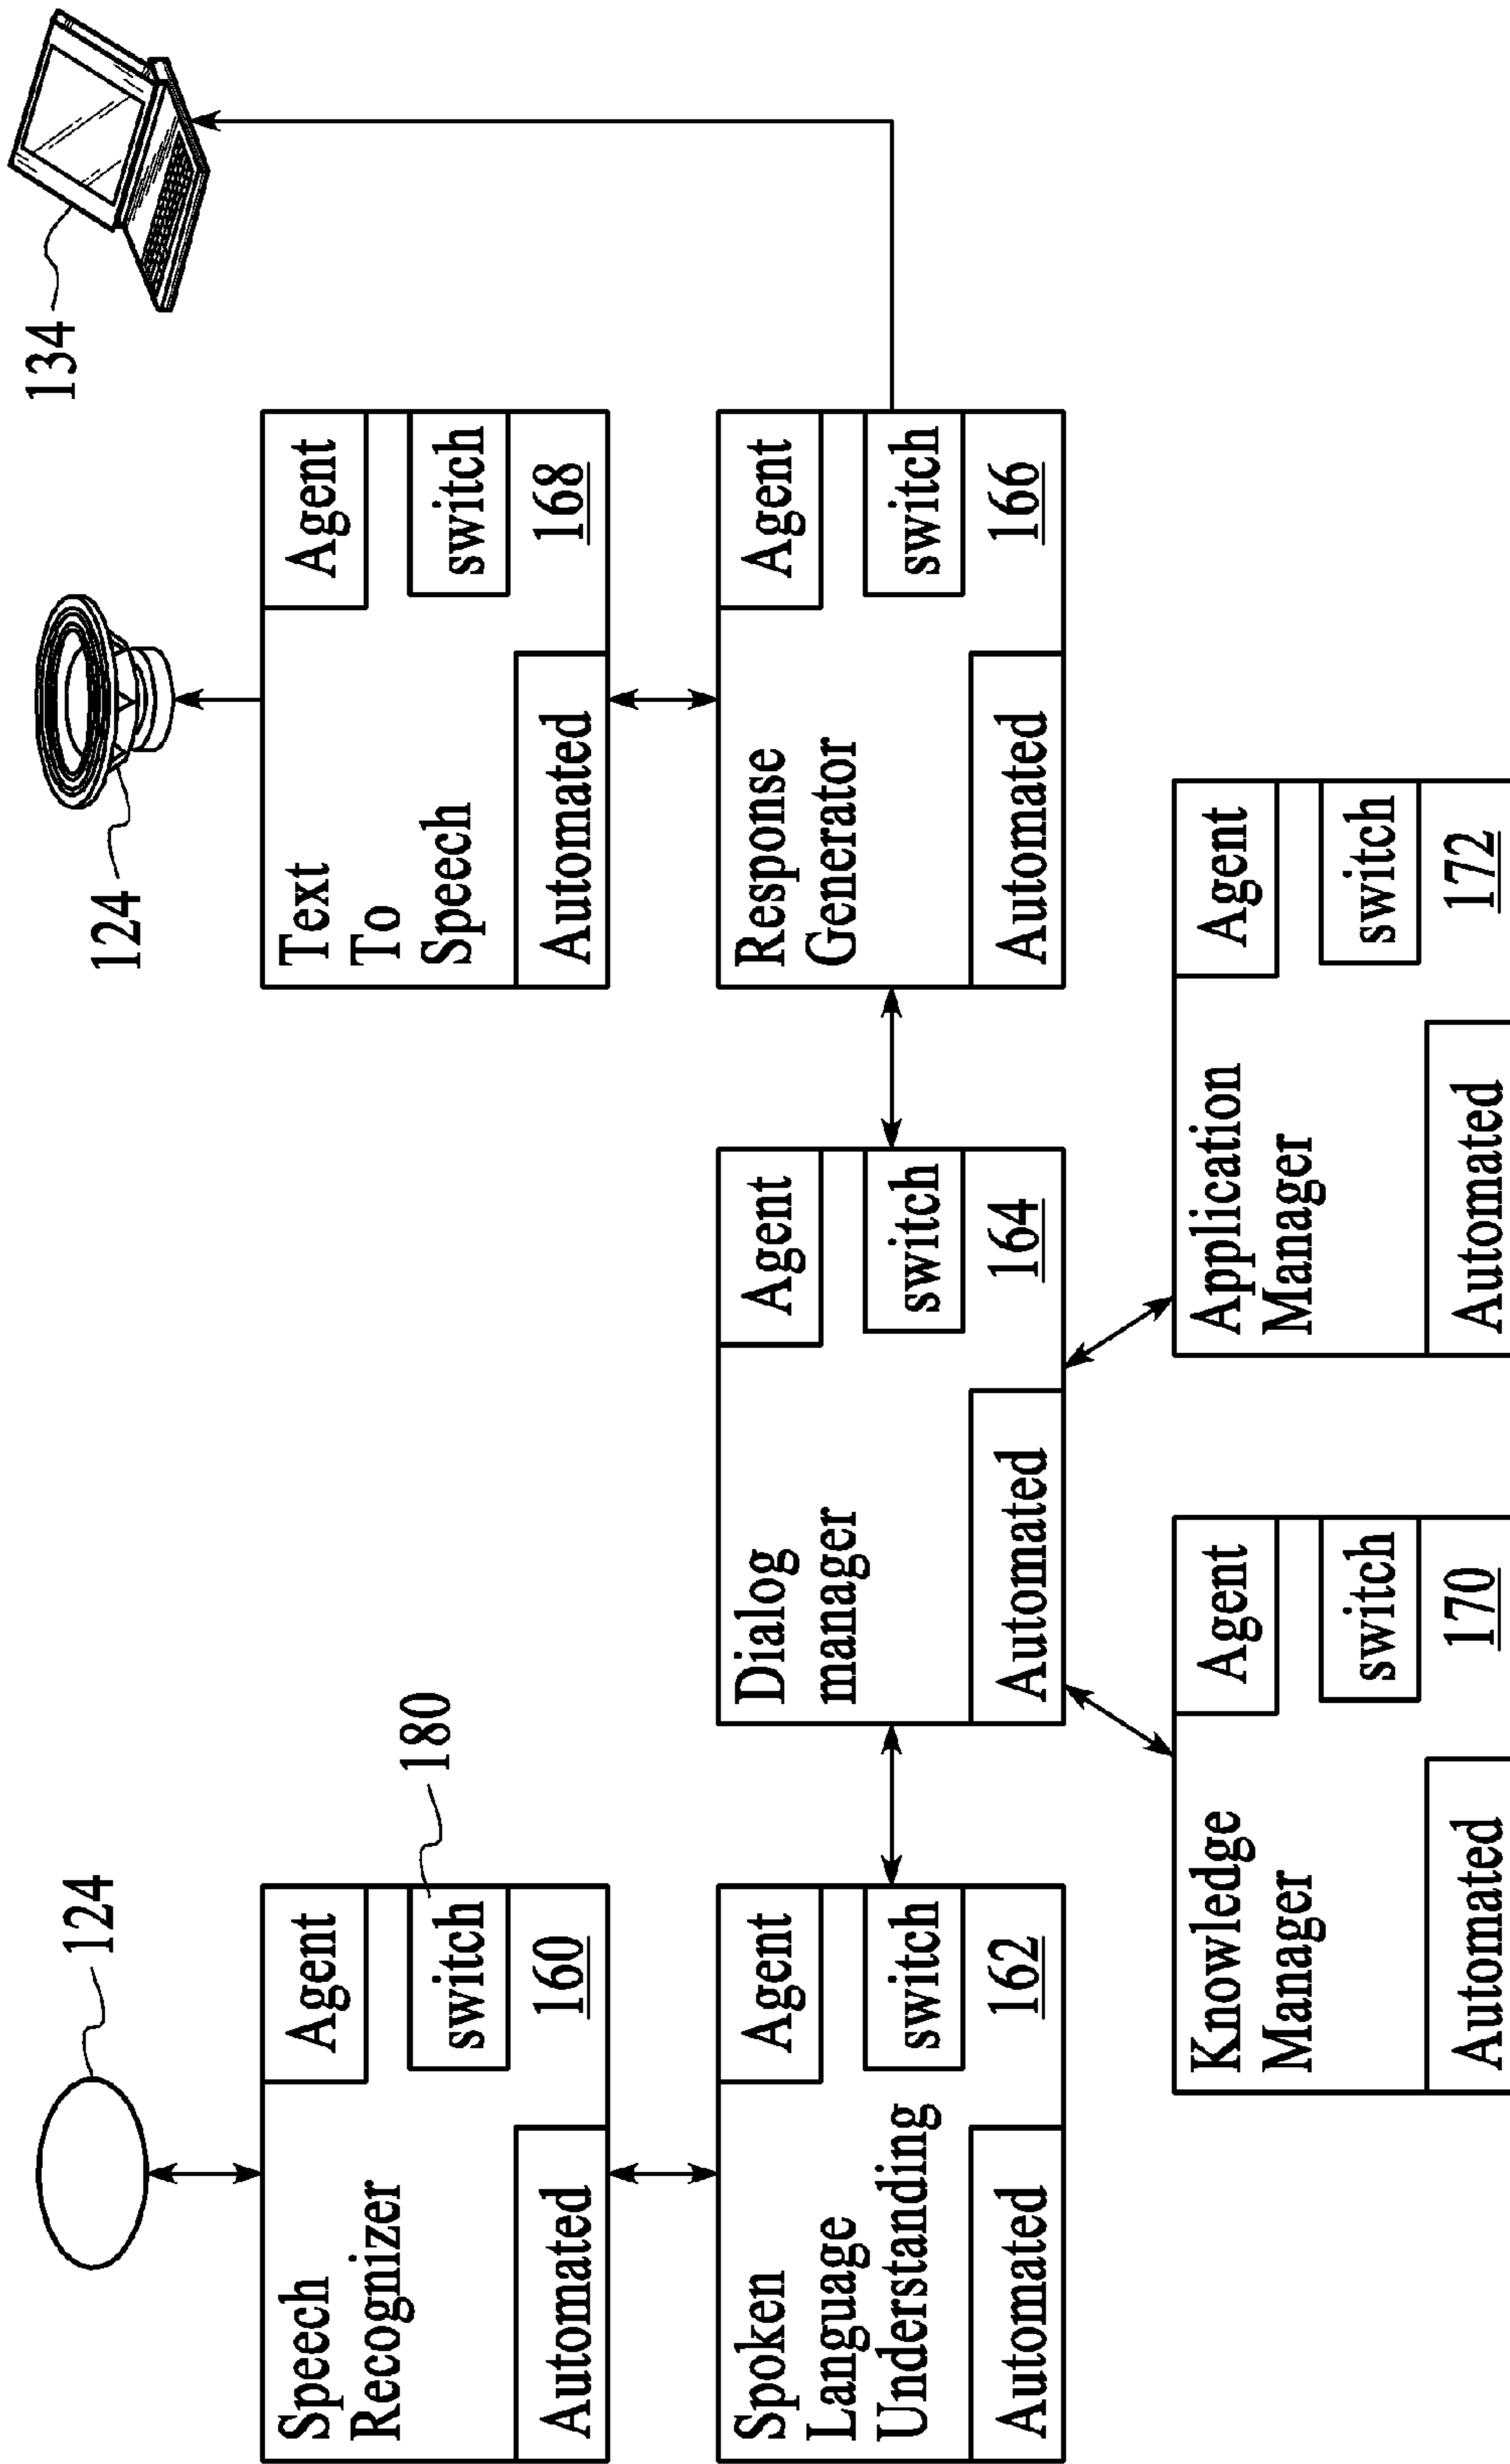 124
Speech
Recognizer
Agent
switch
180
Automated
160
Spoken
Language
Understanding
Agent
switch
Automated
162
Dialog
manager
Agent
switch
Automated
164
Knowledge
Manager
Agent
switch
Automated
170
Application
Manager
Agent
switch
Automated
172
124
Text
To
Speech
Agent
switch
Automated
168
Response
Generator
Agent
switch
Automated
166
134